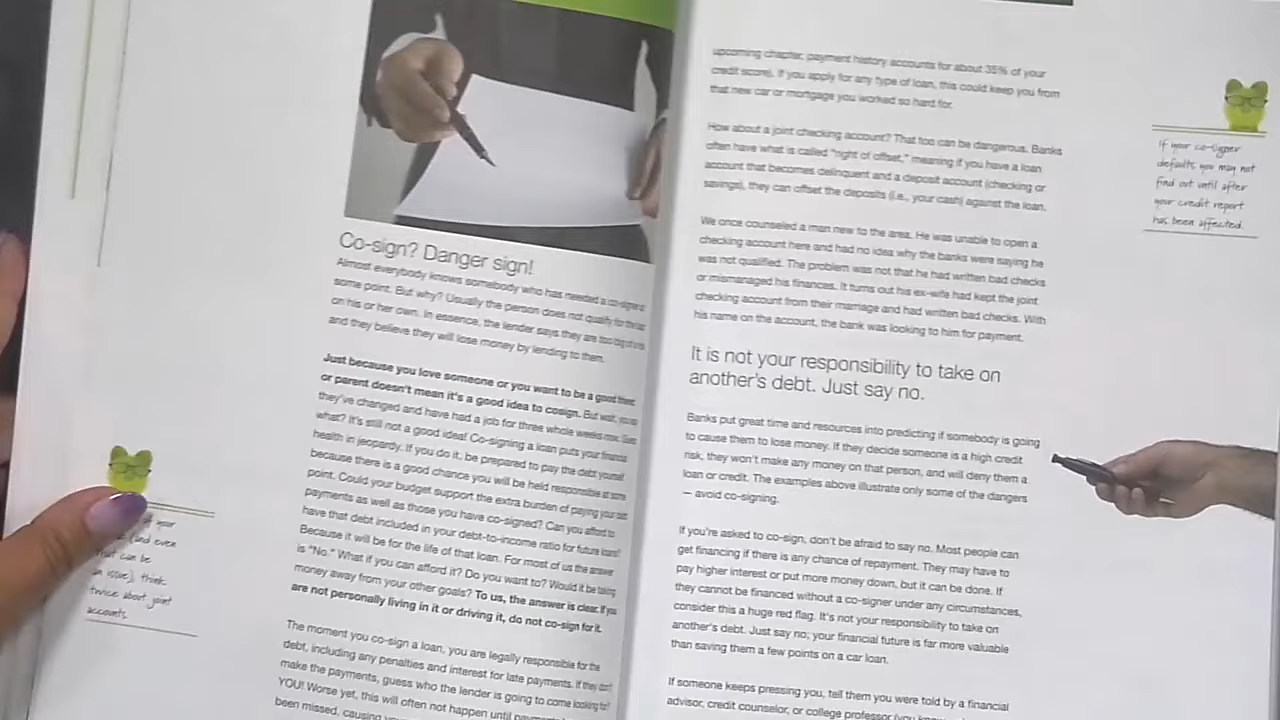 Co-sign? Danger sign!
Almost everybody knows somebody who has needed a co-signer at
some point. But why? Usually the person does not qualify for the loan
on his or her own. In essence, the lender says they are too big of a risk
and they believe they will lose money by lending to them.
Just because you love someone or you want to be a good friend
or parent doesn't mean it's a good idea to cosign. But wait, you say
they've changed and have had a job for three whole weeks now. Guess
what? It's still not a good idea! Co-signing a loan puts your financial
health in jeopardy. If you do it, be prepared to pay the debt yourself
because there is a good chance you will be held responsible at some
point. Could your budget support the extra burden of paying your own
payments as well as those you have co-signed? Can you afford to
have that debt included in your debt-to-income ratio for future loans?
Because it will be for the life of that loan. For most of us the answer
is "No." What if you can afford it? Do you want to? Would it be taking
money away from your other goals? To us, the answer is clear. If you
are not personally living in it or driving it, do not co-sign for it.
The moment you co-sign a loan, you are legally responsible for the
debt, including any penalties and interest for late payments. If they don't
make the payments, guess who the lender is going to come looking for?
YOU! Worse yet, this will often not happen until
been missed, causing
your
(and even
that can be
an issue), think
twice about joint
accounts.
upcoming chapter, payment history accounts for about 35% of your
credit score). If you apply for any type of loan, this could keep you from
that new car or mortgage you worked so hard for.
How about a joint checking account? That too can be dangerous. Banks
often have what is called "right of offset," meaning if you have a loan
account that becomes delinquent and a deposit account (checking or
savings), they can offset the deposits (i.e., your cash) against the loan.
We once counseled a man new to the area. He was unable to open a
checking account here and had no idea why the banks were saying he
was not qualified. The problem was not that he had written bad checks
or mismanaged his finances. It turns out his ex-wife had kept the joint
checking account from their marriage and had written bad checks. With
his name on the account, the bank was looking to him for payment.
It is not your responsibility to take on
another's debt. Just say no.
Banks put great time and resources into predicting if somebody is going
to cause them to lose money. If they decide someone is a high credit
risk, they won't make any money on that person, and will deny them a
loan or credit. The examples above illustrate only some of the dangers
— avoid co-signing.
If you're asked to co-sign, don't be afraid to say no. Most people can
get financing if there is any chance of repayment. They may have to
pay higher interest or put more money down, but it can be done. If
they cannot be financed without a co-signer under any circumstances,
consider this a huge red flag. It's not your responsibility to take on
another's debt. Just say no; your financial future is far more valuable
than saving them a few points on a car loan.
If someone keeps pressing you, tell them you were told by a financial
advisor, credit counselor, or college professor (you
If your co-signer
defaults you may not
find out until after
your credit report
has been affected.